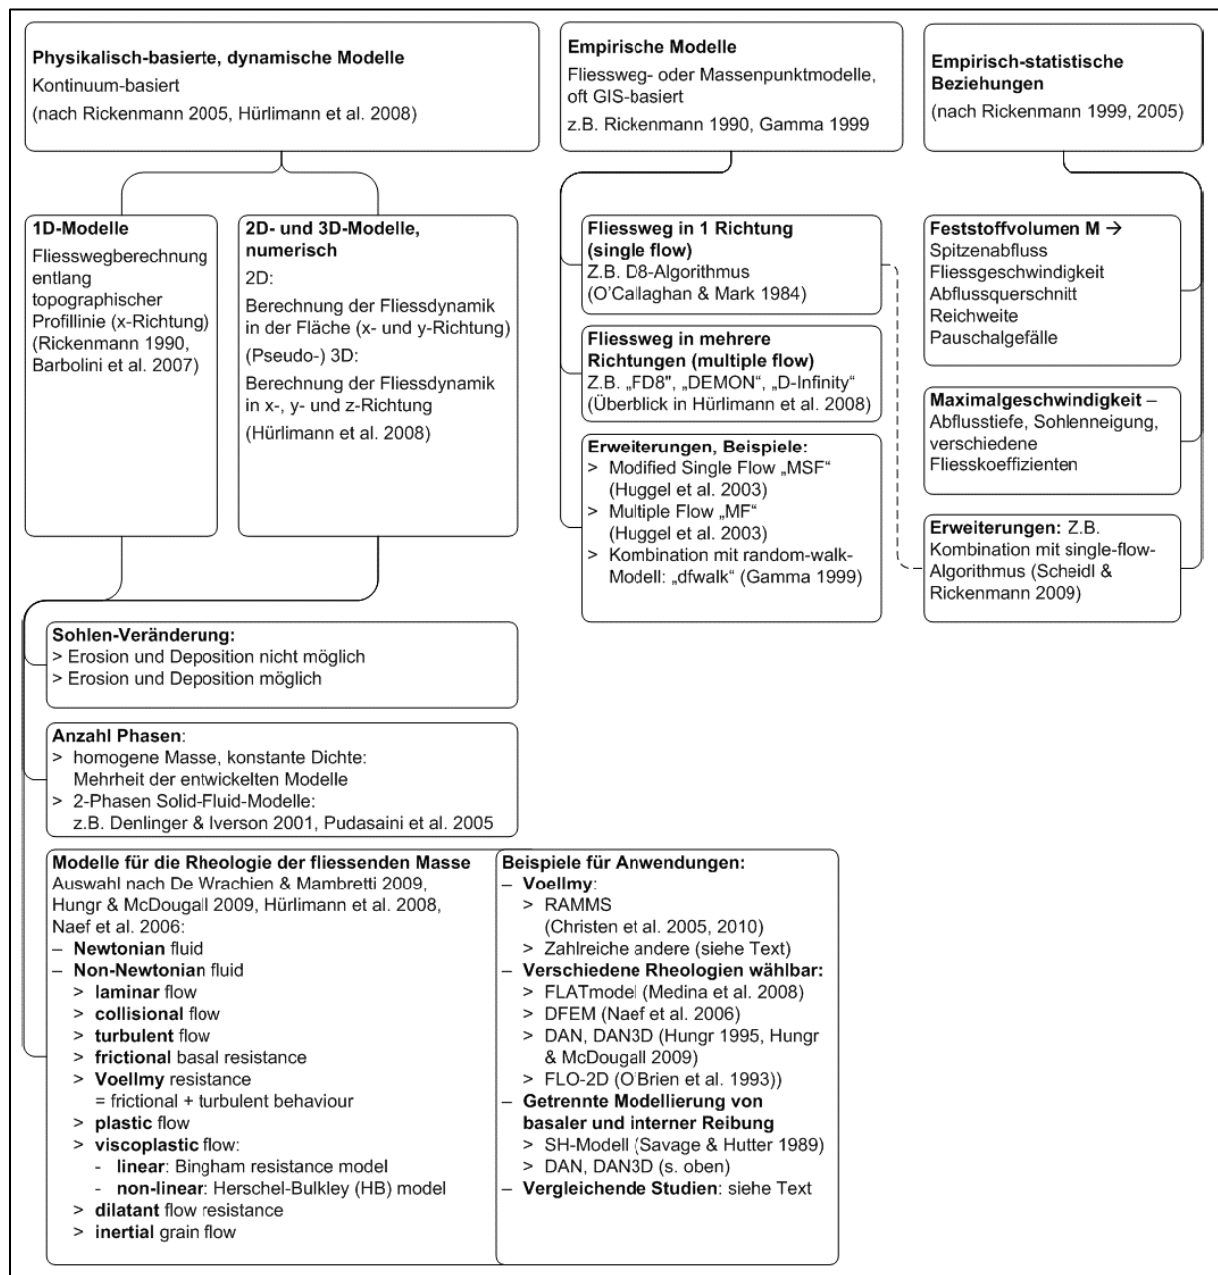 Physikalisch-basierte, dynamische Modelle
Kontinuum-basiert
(nach Rickenmann 2005, Hürlimann et al. 2008)
Empirische Modelle
Fliessweg- oder Massenpunktmodelle,
oft GIS-basiert
z.B. Rickenmann 1990, Gamma 1999
Empirisch-statistische
Beziehungen
(nach Rickenmann 1999, 2005)
1D-Modelle
Fliesswegberechnung
entlang
topographischer
Profillinie (x-Richtung)
(Rickenmann 1990,
Barbolini et al. 2007)
2D- und 3D-Modelle,
numerisch
2D:
Berechnung der Fliessdynamik
in der Fläche (x- und y-Richtung)
(Pseudo-) 3D:
Berechnung der Fliessdynamik
in x-, y- und z-Richtung
(Hürlimann et al. 2008)
Fliessweg in 1 Richtung
(single flow)
Z.B. D8-Algorithmus
(O'Callaghan & Mark 1984)
Fliessweg in mehrere
Richtungen (multiple flow)
Z.B. „FD8", „DEMON“, „D-Infinity“
(Überblick in Hürlimann et al. 2008)
Erweiterungen, Beispiele:
> Modified Single Flow „MSF“
(Huggel et al. 2003)
> Multiple Flow „MF“
(Huggel et al. 2003)
> Kombination mit random-walk-
Modell: „dfwalk“ (Gamma 1999)
Feststoffvolumen M →
Spitzenabfluss
Fliessgeschwindigkeit
Abflussquerschnitt
Reichweite
Pauschalgefälle
Maximalgeschwindigkeit –
Abflusstiefe, Sohlenneigung,
verschiedene
Fliesskoeffizienten
Erweiterungen: Z.B.
Kombination mit single-flow-
Algorithmus (Scheidl &
Rickenmann 2009)
Sohlen-Veränderung:
> Erosion und Deposition nicht möglich
> Erosion und Deposition möglich
Anzahl Phasen:
> homogene Masse, konstante Dichte:
Mehrheit der entwickelten Modelle
> 2-Phasen Solid-Fluid-Modelle:
z.B. Denlinger & Iverson 2001, Pudasaini et al. 2005
Modelle für die Rheologie der fliessenden Masse
Auswahl nach De Wrachien & Mambretti 2009,
Hungr & McDougall 2009, Hürlimann et al. 2008,
Naef et al. 2006:
– Newtonian fluid
– Non-Newtonian fluid
> laminar flow
> collisional flow
> turbulent flow
> frictional basal resistance
> Voellmy resistance
= frictional + turbulent behaviour
> plastic flow
> viscoplastic flow:
- linear: Bingham resistance model
- non-linear: Herschel-Bulkley (HB) model
> dilatant flow resistance
> inertial grain flow
Beispiele für Anwendungen:
– Voellmy:
> RAMMS
(Christen et al. 2005, 2010)
> Zahlreiche andere (siehe Text)
– Verschiedene Rheologien wählbar:
> FLATmodel (Medina et al. 2008)
> DFEM (Naef et al. 2006)
> DAN, DAN3D (Hungr 1995, Hungr
& McDougall 2009)
> FLO-2D (O'Brien et al. 1993))
– Getrennte Modellierung von
basaler und interner Reibung
> SH-Modell (Savage & Hutter 1989)
> DAN, DAN3D (s. oben)
– Vergleichende Studien: siehe Text